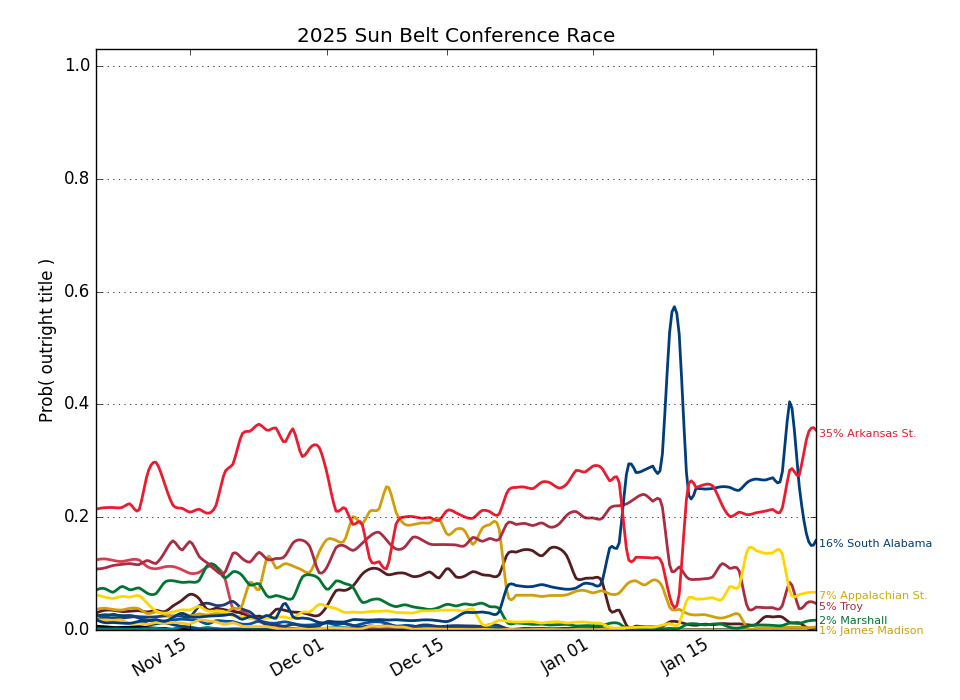 2025 Sun Belt Conference Race
Prob( outright title )
1.0
0.8
0.6
0.4
0.2
0.0
Nov 15
Dec 01
Dec 15
Jan 01
Jan 15
35% Arkansas St.
16% South Alabama
7% Appalachian St.
5% Troy
2% Marshall
1% James Madison